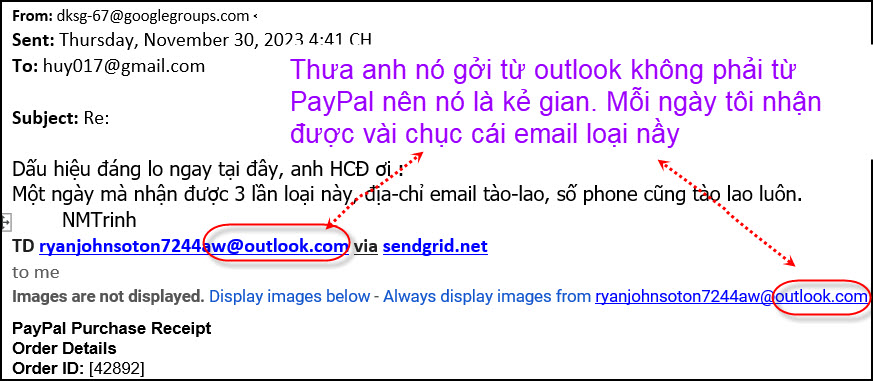 From: dksg-67@googlegroups.com <
Sent: Thursday, November 30, 2023 4:41 CH
To: huy017@gmail.com
Thưa anh nó gởi từ outlook không phải từ
PayPal nên nó là kẻ gian. Mỗi ngày tôi nhận
được vài chục cái email loại nầy
Subject: Re:
Dấu hiệu đáng lo ngay tại đây, anh HCĐ ơi :
Một ngày mà nhận được 3 lần loại này, địa-chỉ email tào-lao, số phone cũng tào lao luôn.
NMTrinh
TD ryanjohnsoton7244aw@outlook.com via sendgrid.net
to me
Images are not displayed. Display images below - Always display images from ryanjohnsoton7244aw@outlook.com
PayPal Purchase Receipt
Order Details
Order ID: [42892]